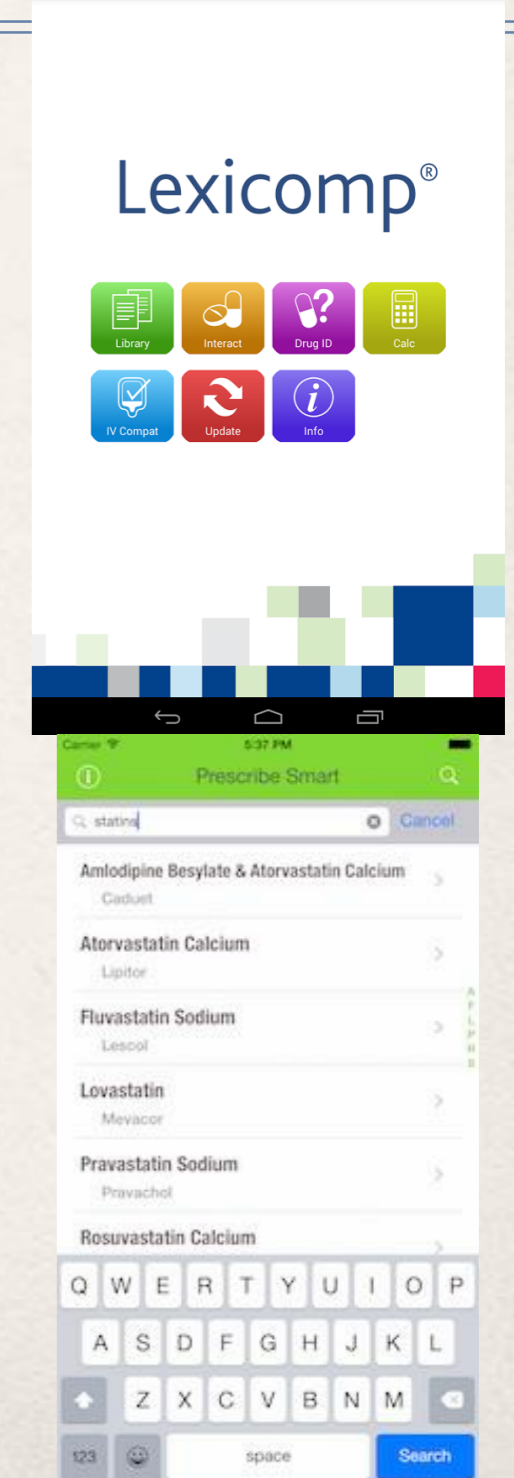 Lexicomp®
Library Interact Drug ID Calc
IV Compat Update Info
Carrier 5:37 PM
Prescribe Smart
statins Cancel
Amlodipine Besylate & Atorvastatin Calcium
Caduet
Atorvastatin Calcium
Lipitor
Fluvastatin Sodium
Lescol
Lovastatin
Mevacor
Pravastatin Sodium
Pravachol
Rosuvastatin Calcium
A
F
L
P
R
S
Q W E R T Y U I O P
A S D F G H J K L
Z X C V B N M
123 space Search